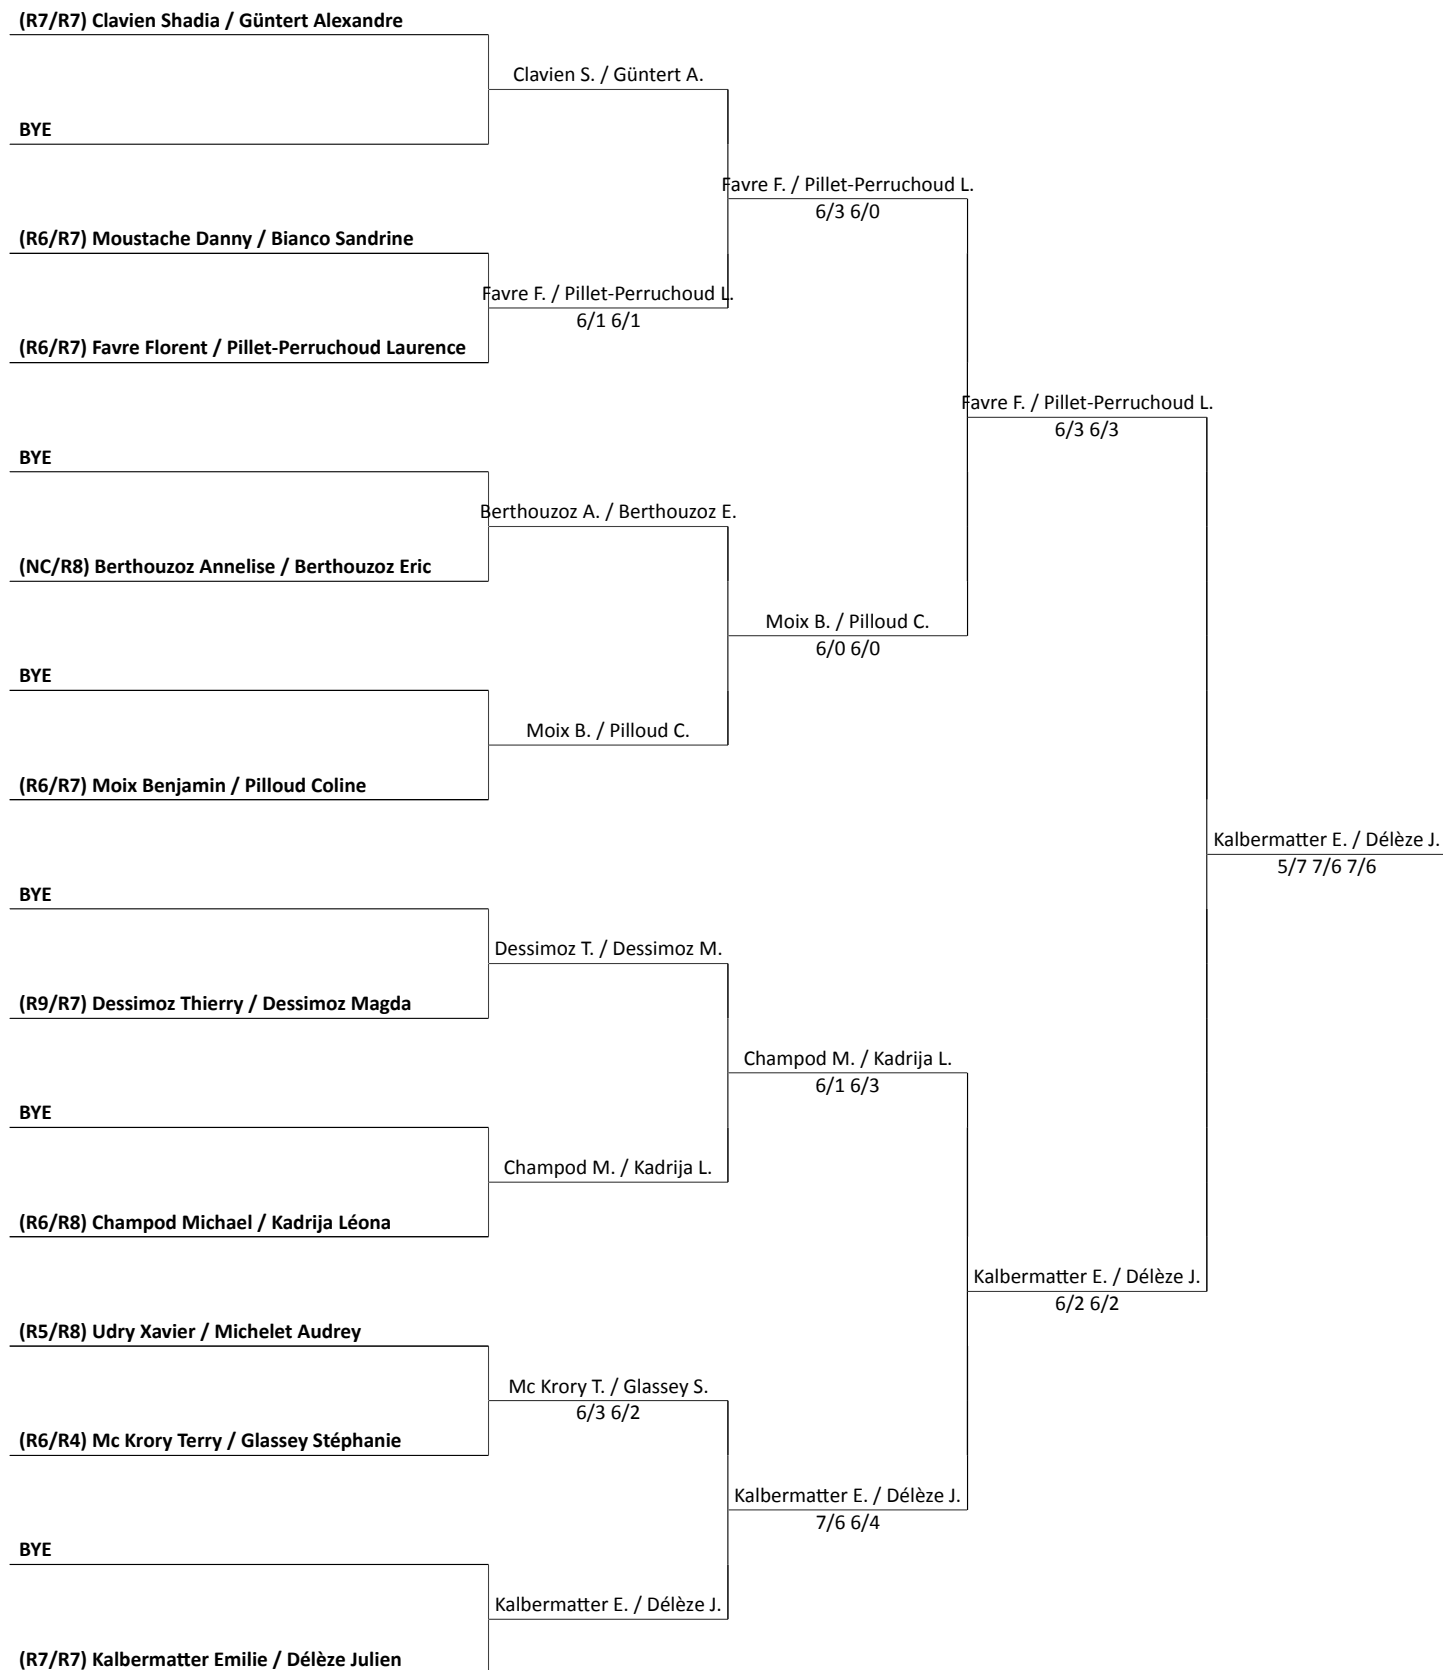 (R7/R7) Clavien Shadia / Güntert Alexandre
Clavien S. / Güntert A.
BYE
Favre F. / Pillet-Perruchoud L.
6/3 6/0
(R6/R7) Moustache Danny / Bianco Sandrine
Favre F. / Pillet-Perruchoud L.
6/1 6/1
(R6/R7) Favre Florent / Pillet-Perruchoud Laurence
Favre F. / Pillet-Perruchoud L.
6/3 6/3
BYE
Berthouzoz A. / Berthouzoz E.
(NC/R8) Berthouzoz Annelise / Berthouzoz Eric
Moix B. / Pilloud C.
6/0 6/0
BYE
Moix B. / Pilloud C.
(R6/R7) Moix Benjamin / Pilloud Coline
Kalbermatter E. / Délèze J.
5/7 7/6 7/6
BYE
Dessimoz T. / Dessimoz M.
(R9/R7) Dessimoz Thierry / Dessimoz Magda
Champod M. / Kadrija L.
6/1 6/3
BYE
Champod M. / Kadrija L.
(R6/R8) Champod Michael / Kadrija Léona
Kalbermatter E. / Délèze J.
6/2 6/2
(R5/R8) Udry Xavier / Michelet Audrey
Mc Krory T. / Glassey S.
6/3 6/2
(R6/R4) Mc Krory Terry / Glassey Stéphanie
Kalbermatter E. / Délèze J.
7/6 6/4
BYE
Kalbermatter E. / Délèze J.
(R7/R7) Kalbermatter Emilie / Délèze Julien